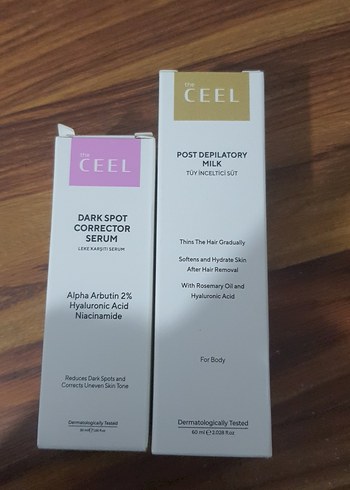 the
CEEL
DARK SPOT
CORRECTOR
SERUM
LEKE KARŞITI SERUM
Alpha Arbutin 2%
Hyaluronic Acid
Niacinamide
Reduces Dark Spots and
Corrects Uneven Skin Tone
Dermatologically Tested
the
CEEL
POST DEPILATORY
MILK
TÜY İNCELTİCİ SÜT
Thins The Hair Gradually
Softens and Hydrate Skin
After Hair Removal
With Rosemary Oil and
Hyaluronic Acid
For Body
Dermatologically Tested
60 ml ℮